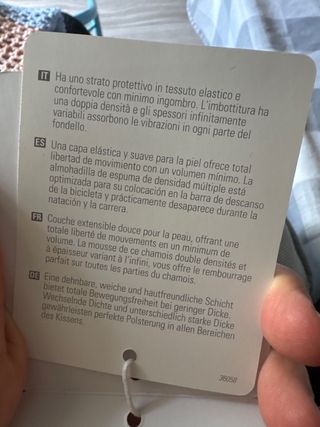 IT Ha uno strato protettivo in tessuto elastico e
confortevole con minimo ingombro. L'imbottitura ha
una doppia densità e gli spessori infinitamente
variabili assorbono le vibrazioni in ogni parte del
fondello.
ES Una capa elástica y suave para la piel ofrece total
libertad de movimiento con un volumen mínimo. La
almohadilla de espuma de densidad múltiple está
optimizada para su colocación en la barra de descanso
de la bicicleta y prácticamente desaparece durante la
natación y la carrera.
FR Couche extensible douce pour la peau, offrant une
totale liberté de mouvements en un minimum de
volume. La mousse de ce chamois double densités et
à épaisseur variant à l'infini, vous offre le rembourrage
parfait sur toutes les parties du chamois.
DE Eine dehnbare, weiche und hautfreundliche Schicht
bietet totale Bewegungsfreiheit bei geringer Dicke.
Wechselnde Dichte und unterschiedlich starke Dicke
gewährleisten perfekte Polsterung in allen Bereichen
des Kissens.
J6058